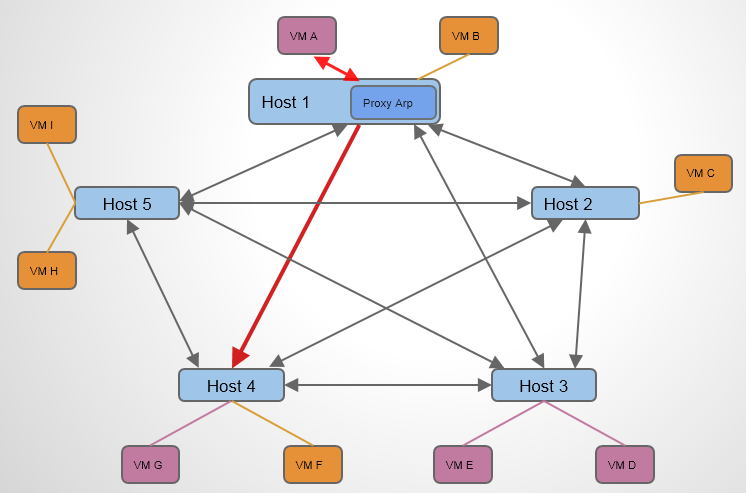 VM A
VM B
Host 1
Proxy Arp
VM I
VM C
Host 5
Host 2
VM H
Host 4
Host 3
VM G
VM F
VM E
VM D